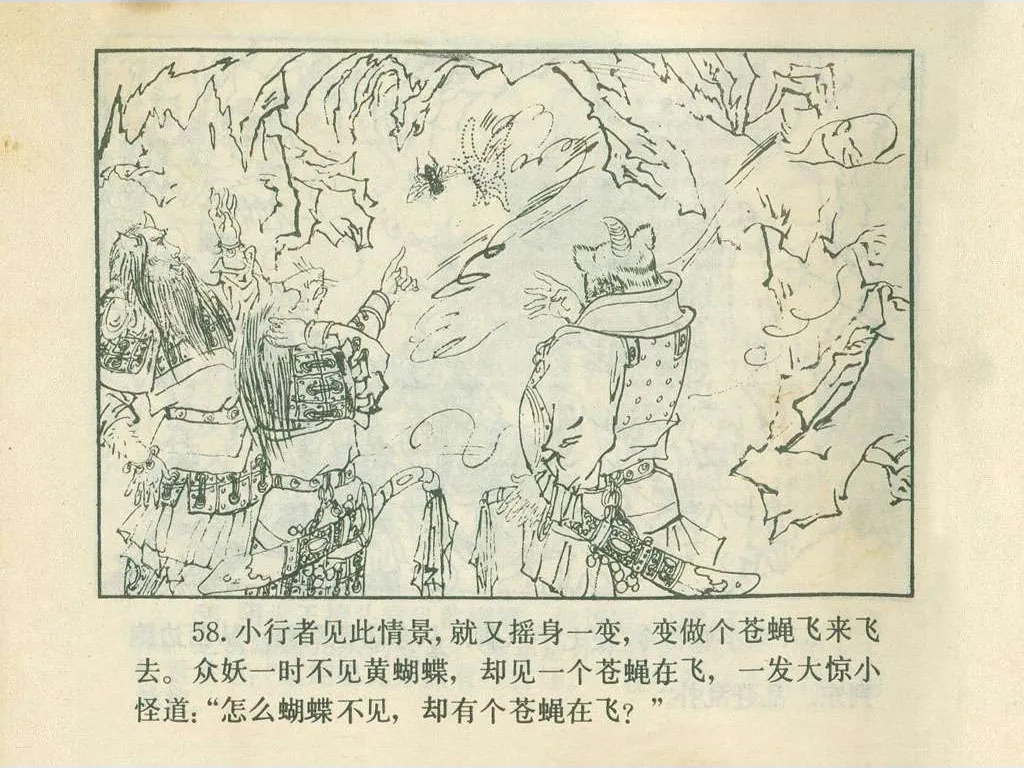 58. 小行者见此情景，就又摇身一变，变做个苍蝇飞来飞
去。众妖一时不见黄蝴蝶，却见一个苍蝇在飞，一发大惊小
怪道：“怎么蝴蝶不见，却有个苍蝇在飞？”